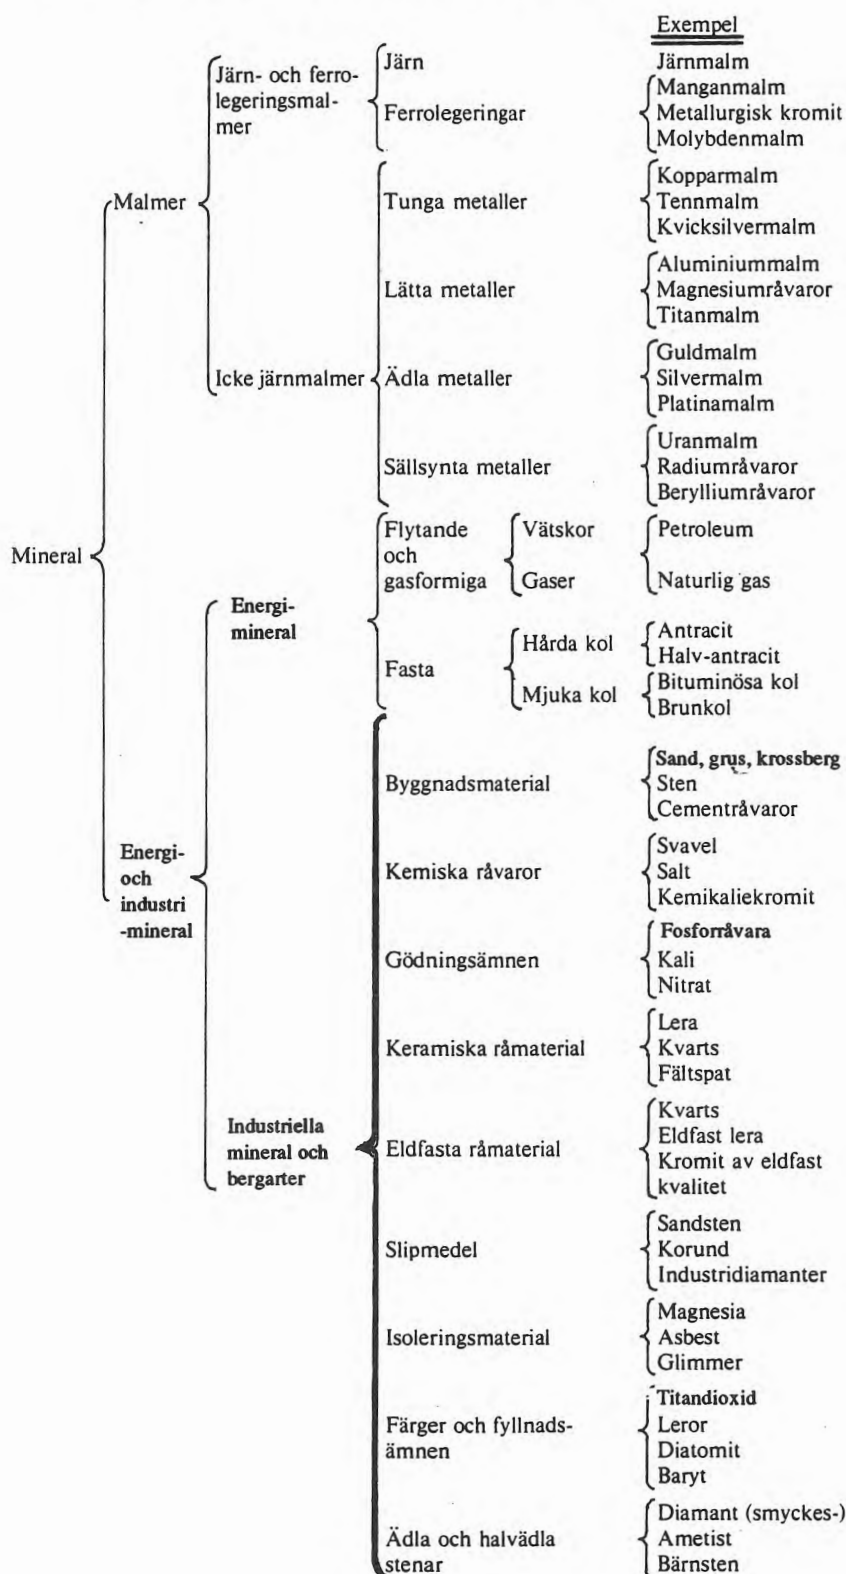 Exempel
Järn- och ferro-
legeringsmal-
mer
Järn
Järnmalm
Ferrolegeringar
Manganmalm
Metallurgisk kromit
Molybdenmalm
Malmer
Tunga metaller
Kopparmalm
Tennmalm
Kvicksilvermalm
Lätta metaller
Aluminiummalm
Magnesiumråvaror
Titanmalm
Icke järnmalmer
Ädla metaller
Guldmalm
Silvermalm
Platinamalm
Sällsynta metaller
Uranmalm
Radiumråvaror
Berylliumråvaror
Mineral
Energi-
mineral
Flytande
och
gasformiga
Vätskor
Gaser
Petroleum
Naturlig gas
Fasta
Hårda kol
Antracit
Halv-antracit
Mjuka kol
Bituminösa kol
Brunkol
Energi-
och
industri
-mineral
Byggnadsmaterial
Sand, grus, krossberg
Sten
Cementråvaror
Kemiska råvaror
Svavel
Salt
Kemikaliekromit
Gödningsämnen
Fosforråvara
Kali
Nitrat
Keramiska råmaterial
Lera
Kvarts
Fältspat
Industriella
mineral och
bergarter
Eldfasta råmaterial
Kvarts
Eldfast lera
Kromit av eldfast
kvalitet
Slipmedel
Sandsten
Korund
Industridiamanter
Isoleringsmaterial
Magnesia
Asbest
Glimmer
Färger och fyllnads-
ämnen
Titandioxid
Leror
Diatomit
Baryt
Ädla och halvädla
stenar
Diamant (smyckes-)
Ametist
Bärnsten